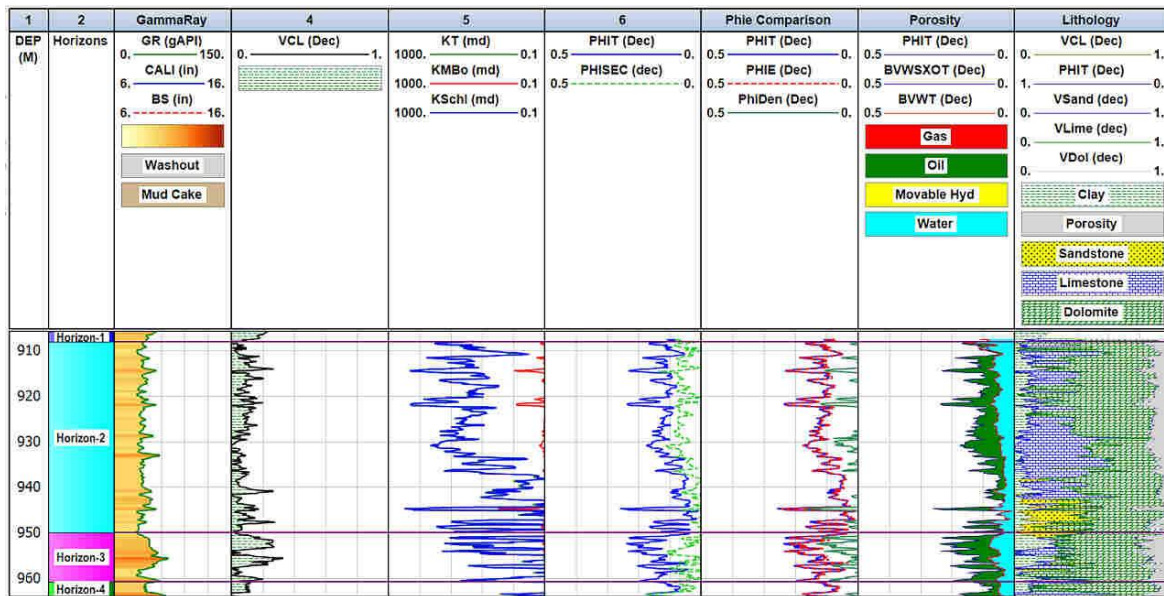 1 2 GammaRay 4 5 6 Phie Comparison Porosity Lithology
DEP Horizons GR (gAPI) VCL (Dec) KT (md) PHIT (Dec) PHIT (Dec) PHIT (Dec) VCL (Dec)
(M) 0. 150. 0. 1. 1000. 0.1 0.5 0. 0.5 0. 0.5 0. 0. 1.
CALI (in) KMBo (md) PHISEC (dec) PHIE (Dec) BVWSXOT (Dec) PHIT (Dec)
6. 16. 1000. 0.1 0.5 0. 0.5 0. 0.5 0. 1. 0.
BS (in) KSchl (md) PhiDen (Dec) BVWT (Dec) VSand (dec)
6. 16. 1000. 0.1 0.5 0. 0.5 0. 0. 1.
Gas VLime (dec)
0. 1.
Washout Oil VDol (dec)
0. 1.
Mud Cake Movable Hyd Clay
Water Porosity
Sandstone
Limestone
Dolomite
Horizon-1
910
920
930 Horizon-2
940
950
Horizon-3
960
Horizon-4